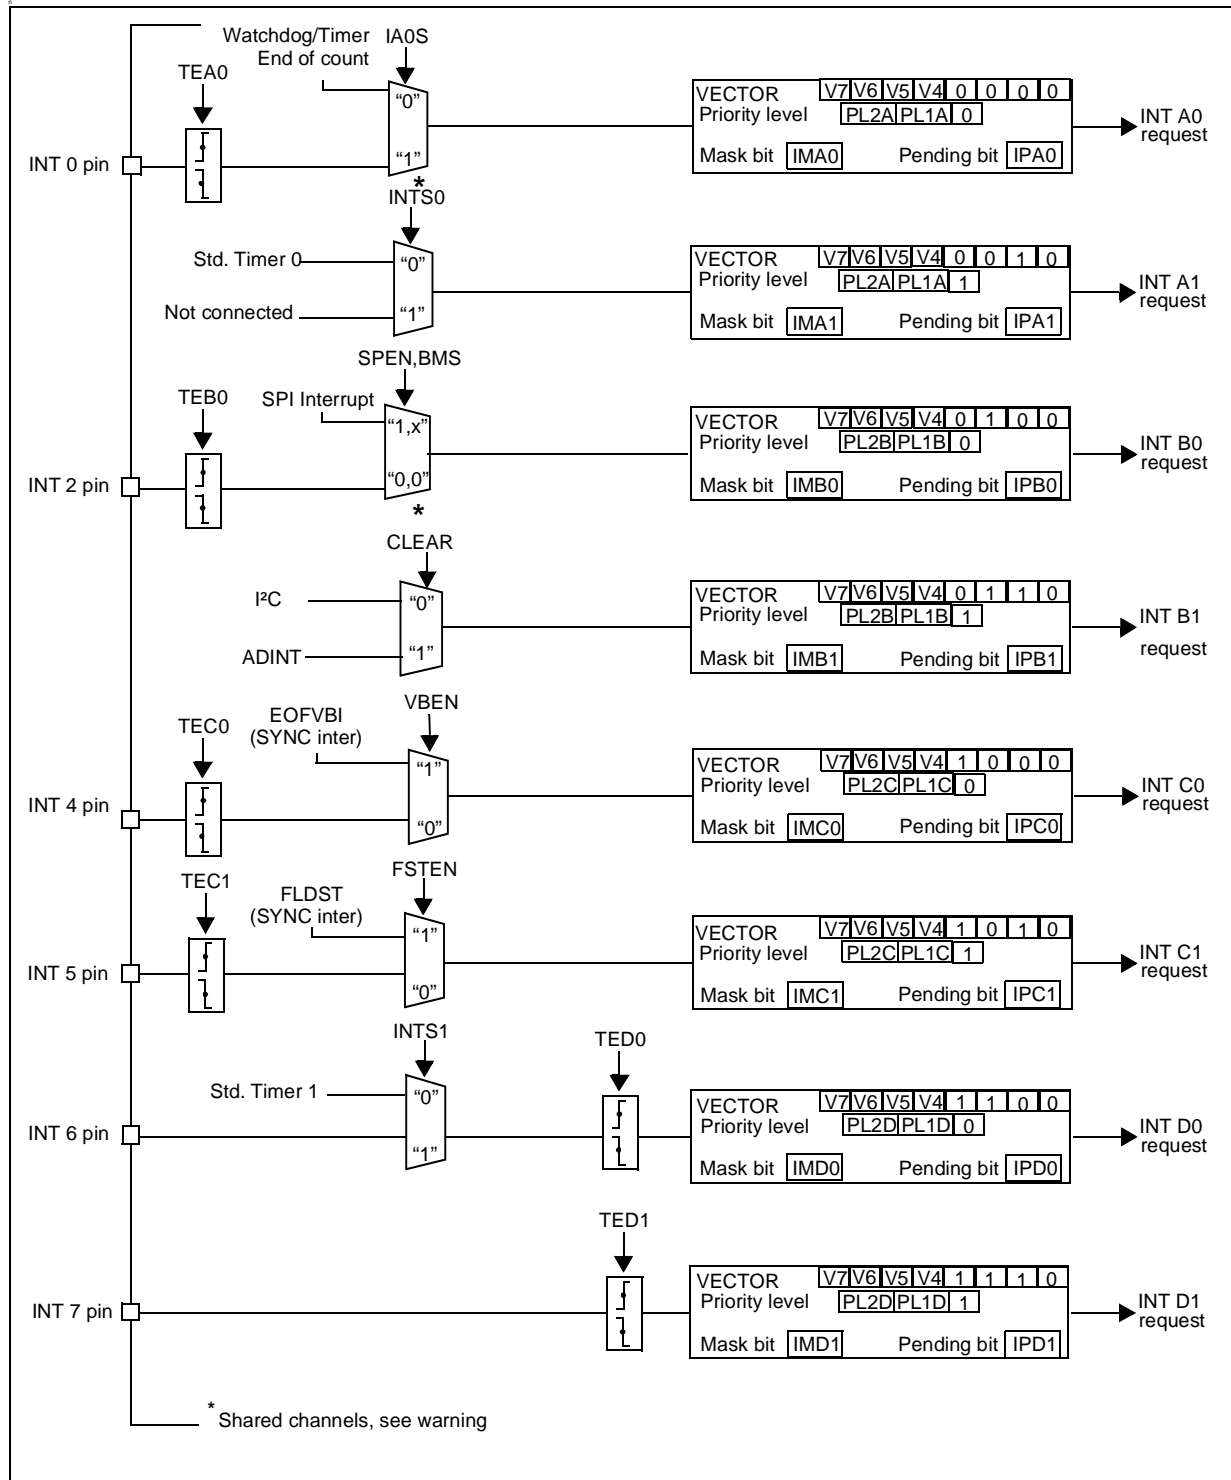 Watchdog/Timer IA0S
End of count
TEA0
"0"
VECTOR V7 V6 V5 V4 0 0 0 0
Priority level PL2A PL1A 0
INT A0
request
INT 0 pin
"1"
Mask bit IMA0 Pending bit IPA0
*
INTS0
Std. Timer 0
"0"
VECTOR V7 V6 V5 V4 0 0 1 0
Priority level PL2A PL1A 1
INT A1
request
Not connected
"1"
Mask bit IMA1 Pending bit IPA1
SPEN,BMS
TEB0
SPI Interrupt
"1,x"
VECTOR V7 V6 V5 V4 0 1 0 0
Priority level PL2B PL1B 0
INT B0
request
INT 2 pin
"0,0"
Mask bit IMB0 Pending bit IPB0
*
CLEAR
I²C
"0"
VECTOR V7 V6 V5 V4 0 1 1 0
Priority level PL2B PL1B 1
INT B1
request
ADINT
"1"
Mask bit IMB1 Pending bit IPB1
VBEN
TEC0
EOFVBI
(SYNC inter)
"1"
VECTOR V7 V6 V5 V4 1 0 0 0
Priority level PL2C PL1C 0
INT C0
request
INT 4 pin
"0"
Mask bit IMC0 Pending bit IPC0
FSTEN
TEC1
FLDST
(SYNC inter)
"1"
VECTOR V7 V6 V5 V4 1 0 1 0
Priority level PL2C PL1C 1
INT C1
request
INT 5 pin
"0"
Mask bit IMC1 Pending bit IPC1
INTS1
TED0
Std. Timer 1
"0"
VECTOR V7 V6 V5 V4 1 1 0 0
Priority level PL2D PL1D 0
INT D0
request
INT 6 pin
"1"
Mask bit IMD0 Pending bit IPD0
TED1
VECTOR V7 V6 V5 V4 1 1 1 0
Priority level PL2D PL1D 1
INT D1
request
INT 7 pin
Mask bit IMD1 Pending bit IPD1
* Shared channels, see warning